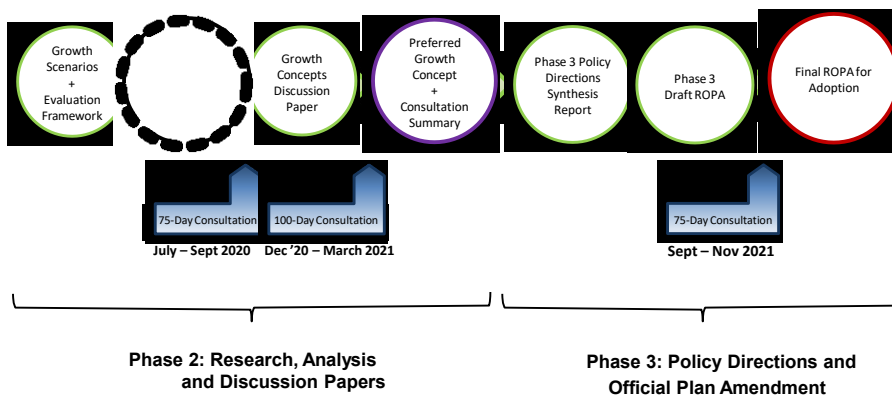 Growth
Scenarios
+
Evaluation
Framework
Growth
Concepts
Discussion
Paper
Preferred
Growth
Concept
+
Consultation
Summary
Phase 3 Policy
Directions
Synthesis
Report
Phase 3
Draft ROPA
Final ROPA for
Adoption
75-Day Consultation
July – Sept 2020
100-Day Consultation
Dec '20 – March 2021
75-Day Consultation
Sept – Nov 2021
Phase 2: Research, Analysis
and Discussion Papers
Phase 3: Policy Directions and
Official Plan Amendment